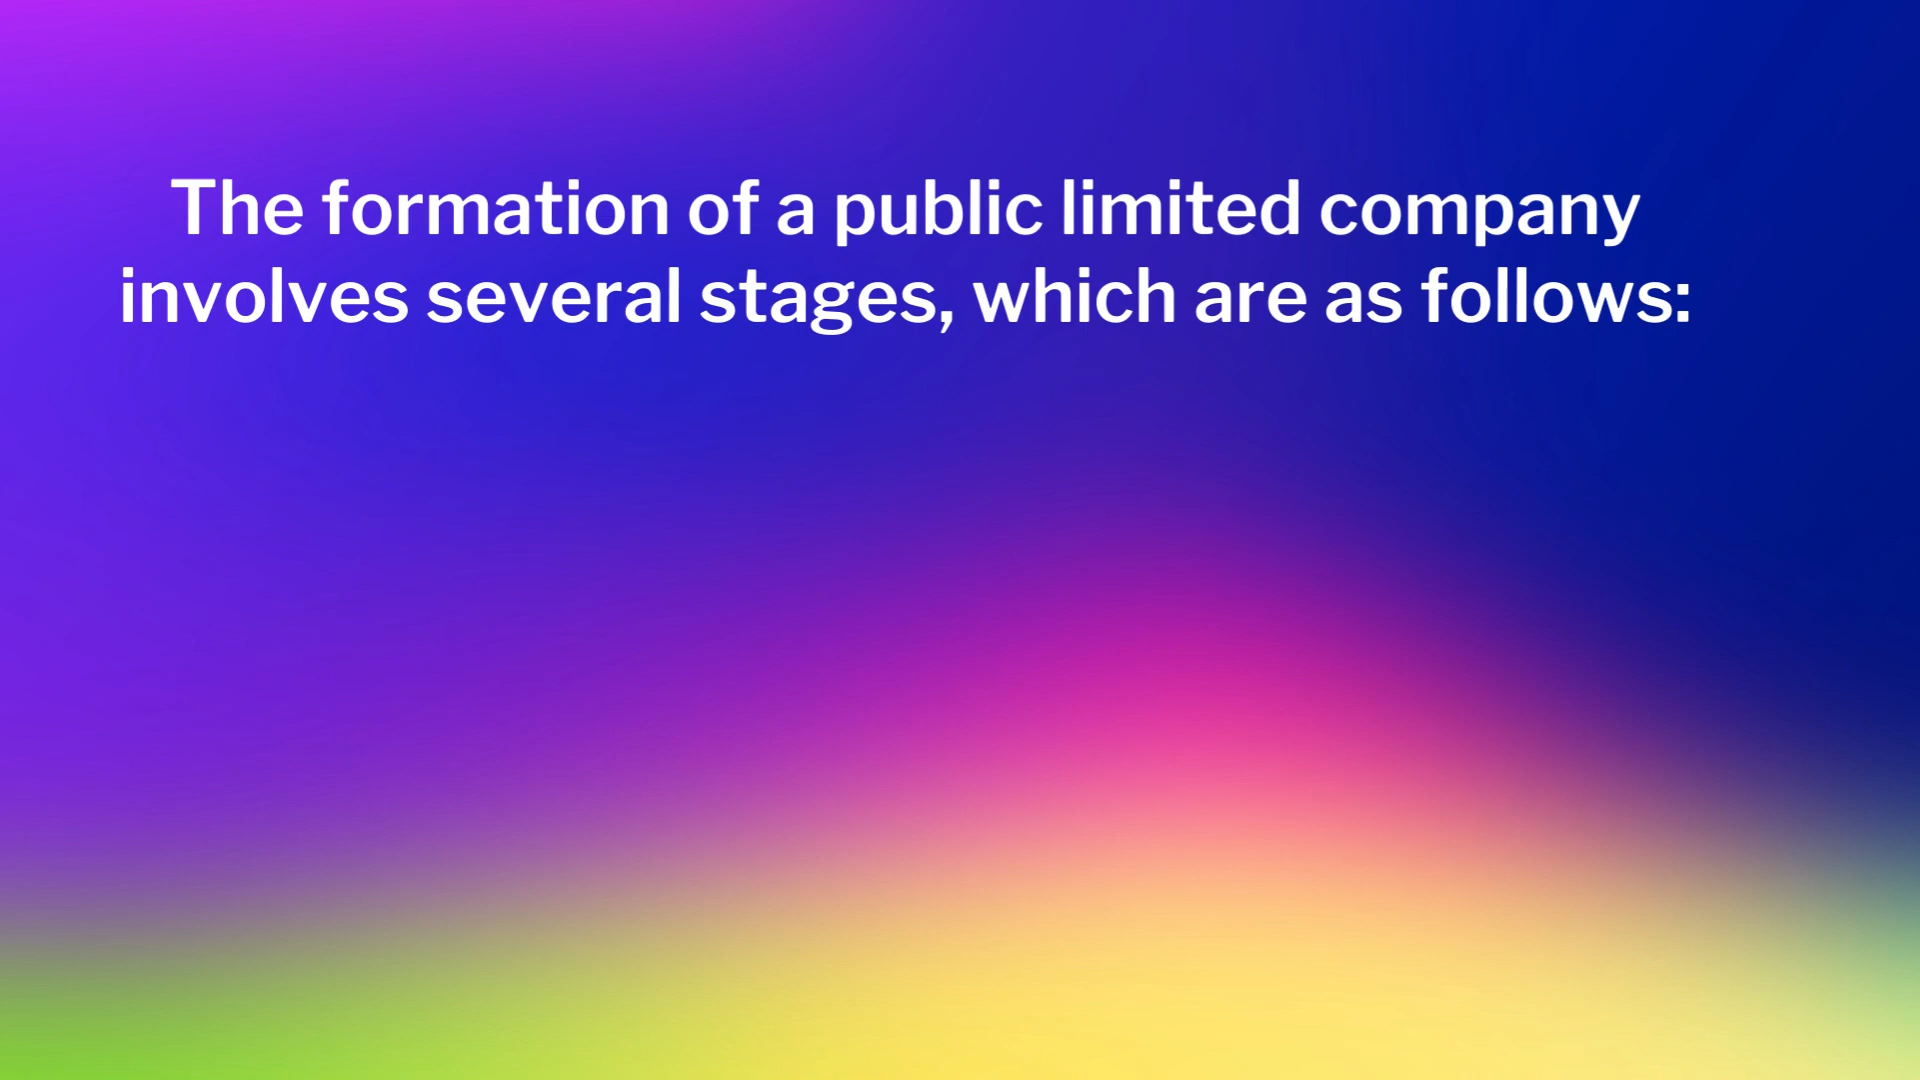 The formation of a public limited company
involves several stages, which are as follows: